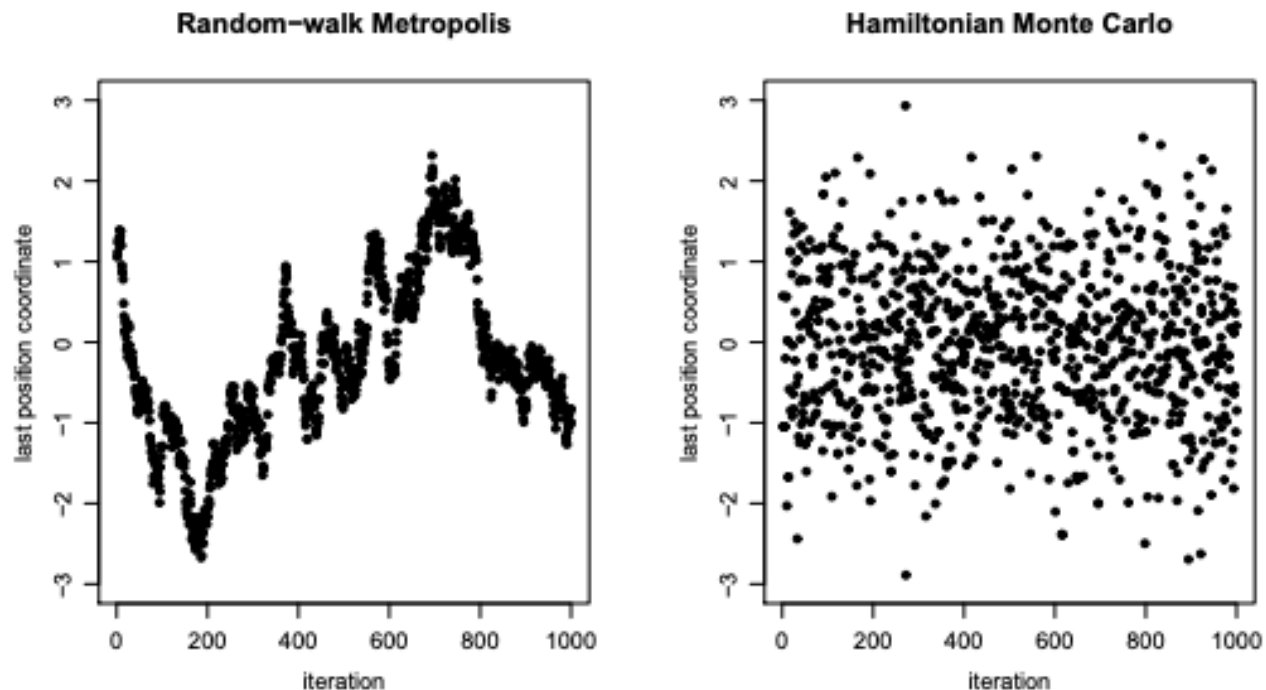 Random−walk Metropolis
3
2
1
0
−1
−2
−3
last position coordinate
0 200 400 600 800 1000
iteration
Hamiltonian Monte Carlo
3
2
1
0
−1
−2
−3
last position coordinate
0 200 400 600 800 1000
iteration